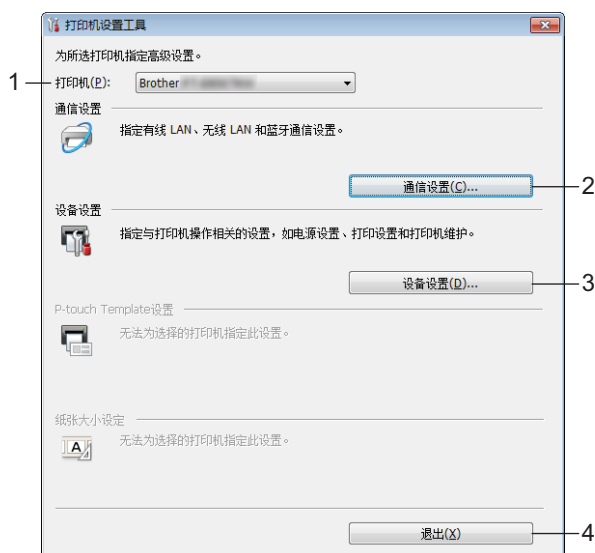 打印机设置工具
为所选打印机指定高级设置。
1 打印机(P): Brother
通信设置
指定有线 LAN、无线 LAN 和蓝牙通信设置。
通信设置(C)... 2
设备设置
指定与打印机操作相关的设置，如电源设置、打印设置和打印机维护。
设备设置(D)... 3
P-touch Template设置
无法为选择的打印机指定此设置。
纸张大小设定
无法为选择的打印机指定此设置。
A
退出(X) 4